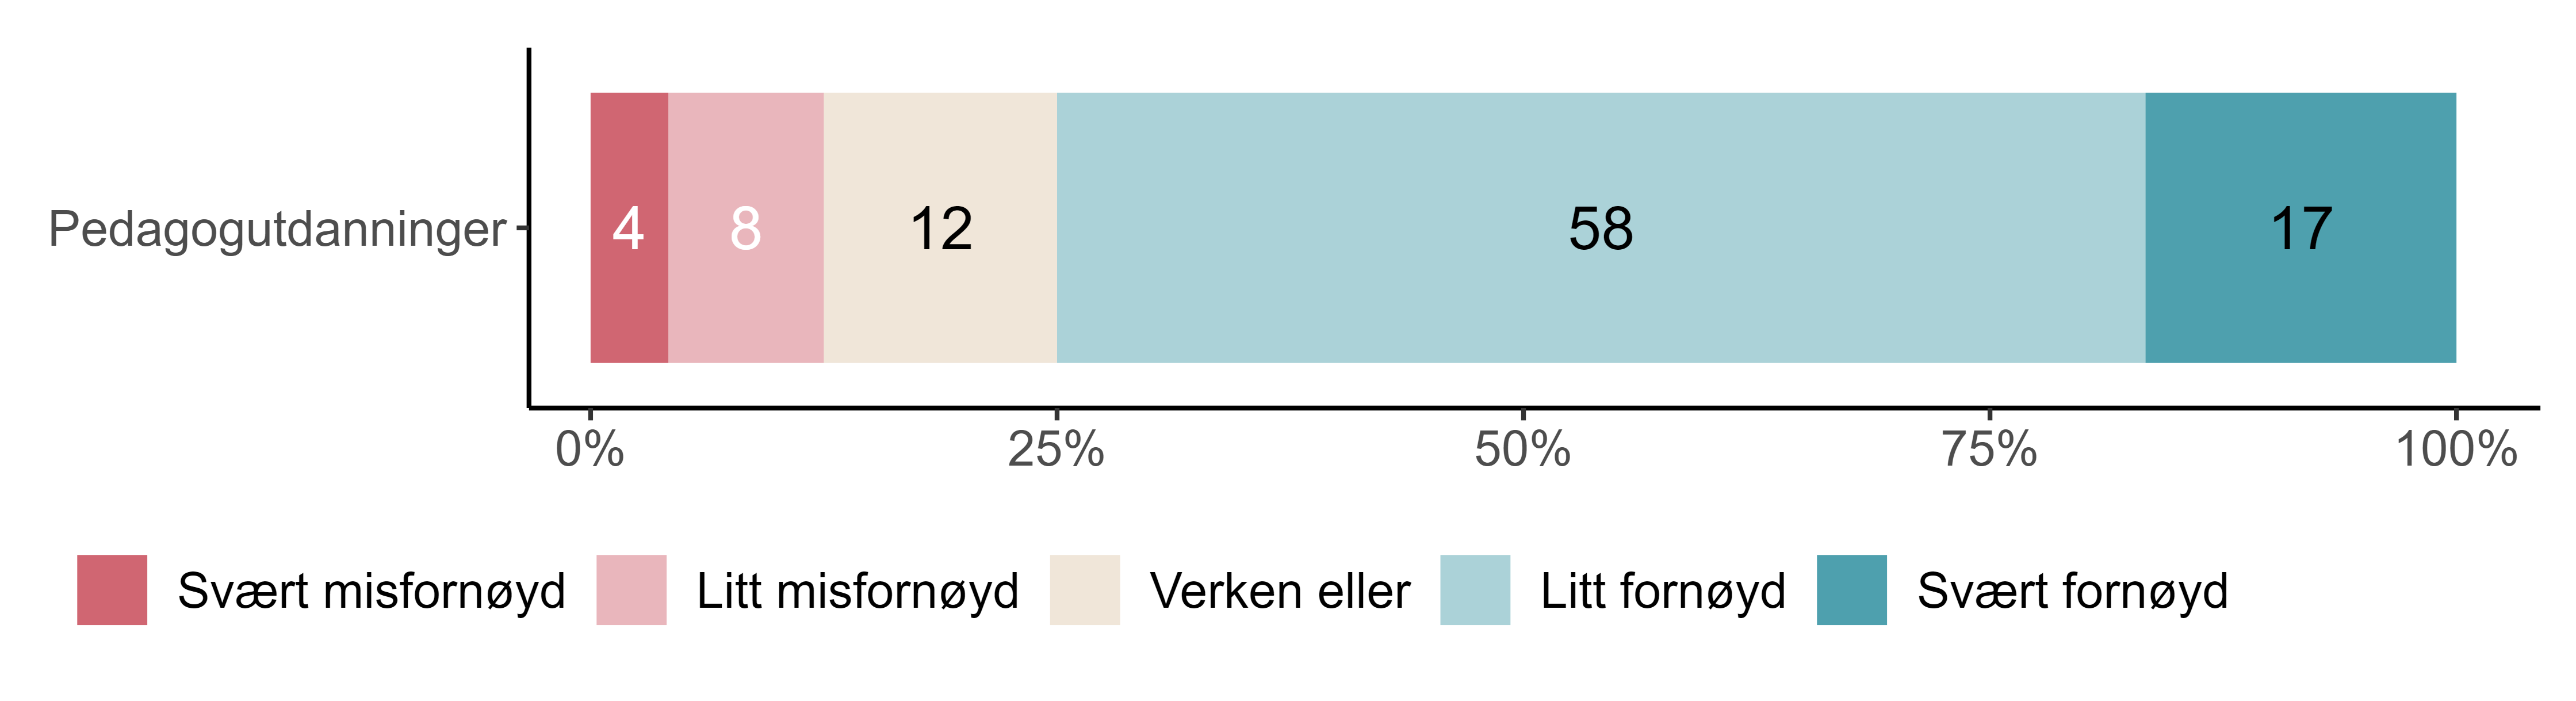 Pedagogutdanninger
4 8 12 58 17
0% 25% 50% 75% 100%
Svært misfornøyd Litt misfornøyd Verken eller Litt fornøyd Svært fornøyd